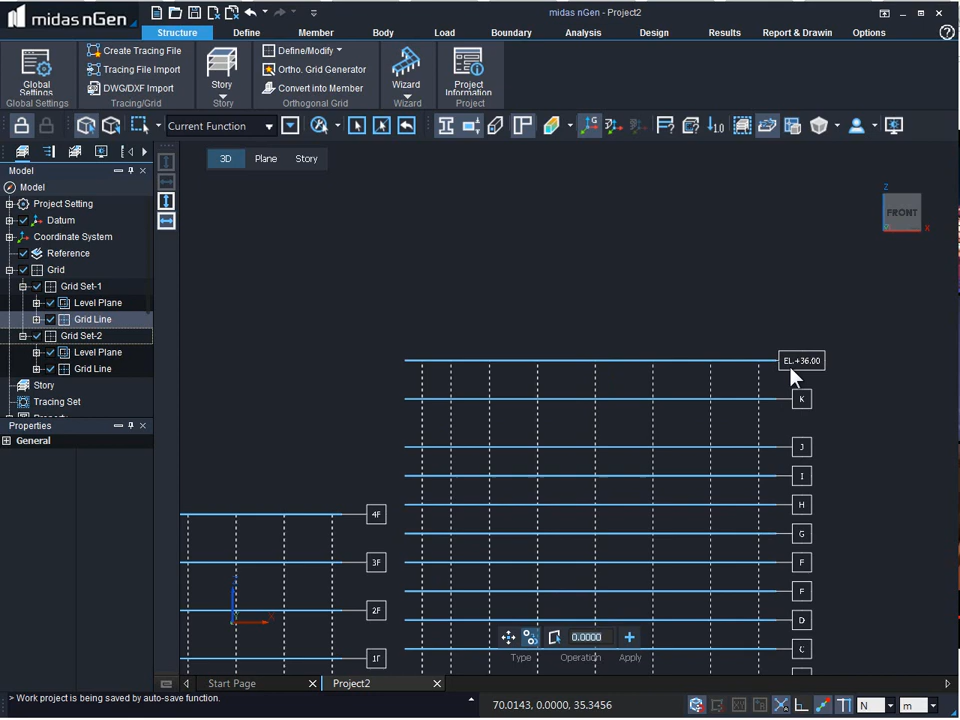 midas nGen
midas nGen - Project2
Structure Define Member Body Load Boundary Analysis Design Results Report & Drawin Options
Global Settings
Create Tracing File
Tracing File Import
DWG/DXF Import
Story
Define/Modify
Ortho. Grid Generator
Convert into Member
Wizard
Project Information
Global Settings Tracing/Grid Story Orthogonal Grid Wizard Project
Current Function
1.0
Model
3D Plane Story
Model
Project Setting
Datum
Coordinate System
Reference
Grid
Grid Set-1
Level Plane
Grid Line
Grid Set-2
Level Plane
Grid Line
Story
Tracing Set
Properties
General
Z
FRONT
X
EL.+36.00
K
J
I
H
G
F
F
D
C
4F
3F
2F
X
0.0000
Type Operation Apply
Start Page Project2
> Work project is being saved by auto-save function.
70.0143, 0.0000, 35.3456
N m